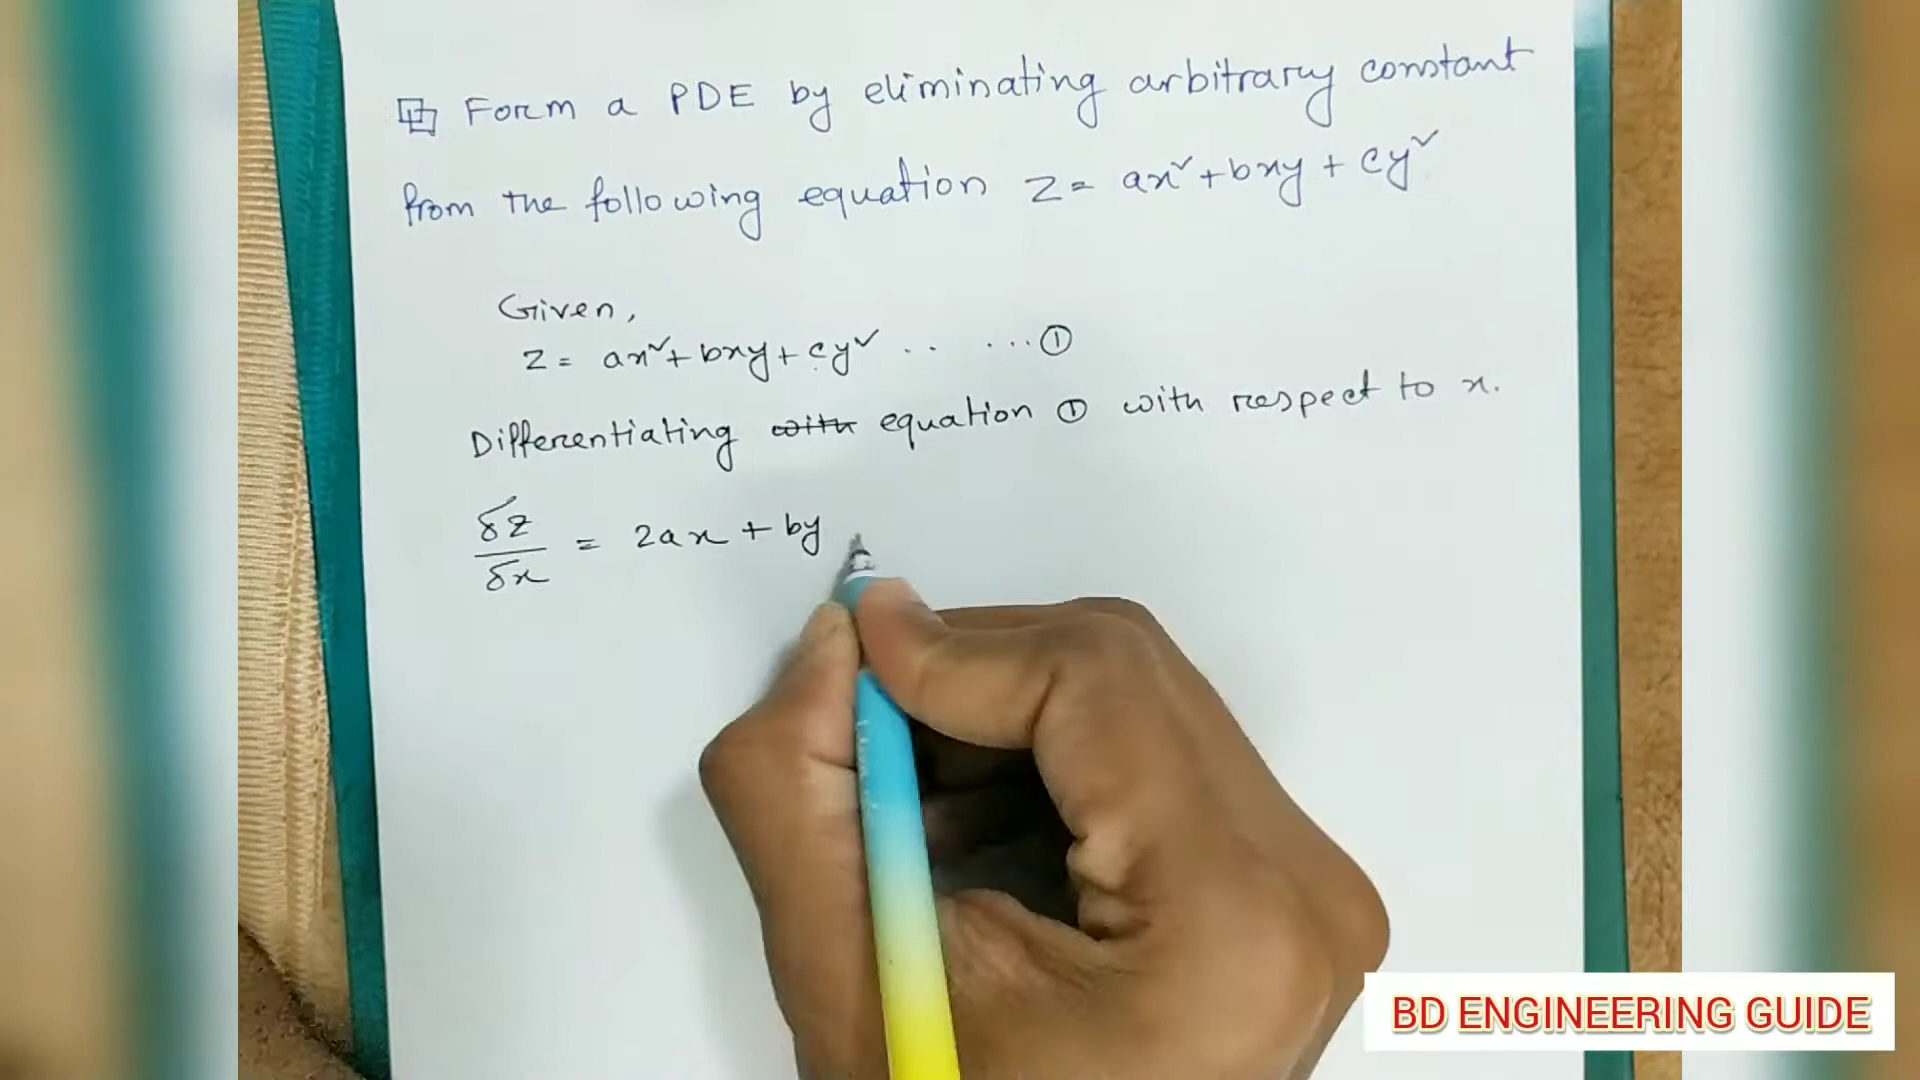 Form a PDE by eliminating arbitrary constant
from the following equation z = ax² + bxy + cy²
Given,
z = ax² + bxy + cy² .. ... ①
Differentiating with equation ① with respect to x.
δz/δx = 2ax + by
BD ENGINEERING GUIDE